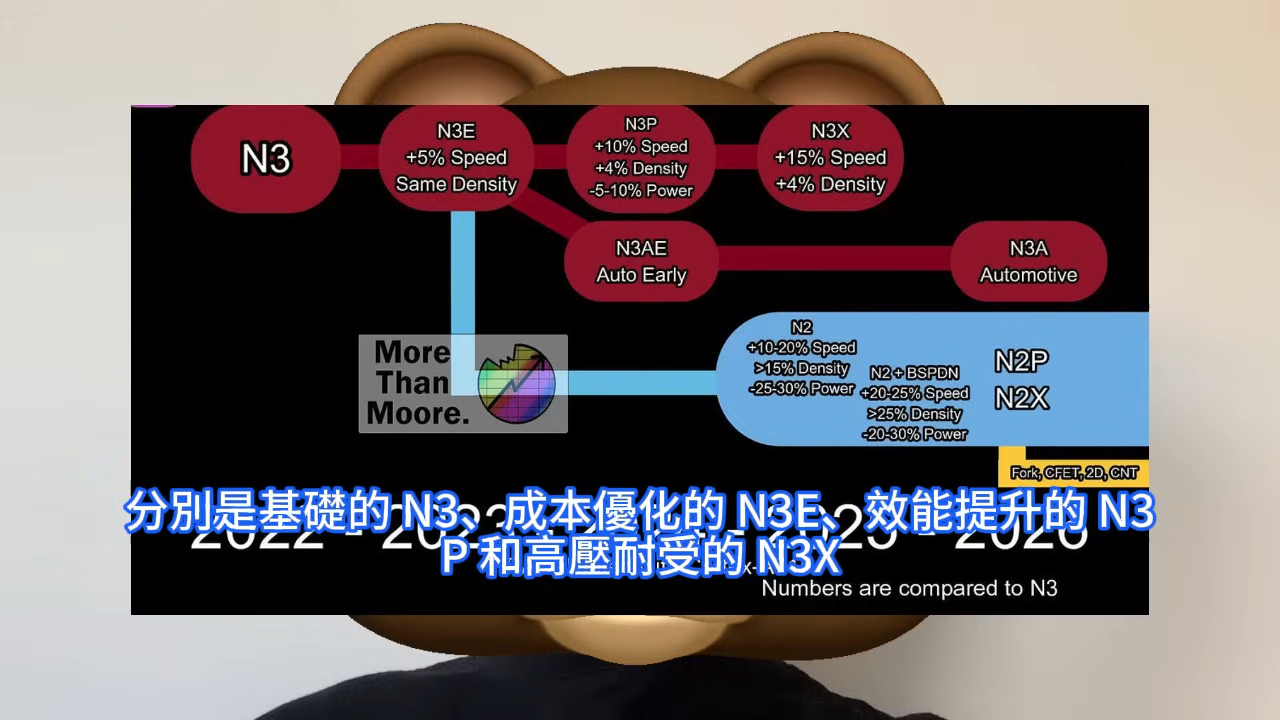 N3
N3E
+5% Speed
Same Density
N3P
+10% Speed
+4% Density
-5-10% Power
N3X
+15% Speed
+4% Density
N3AE
Auto Early
N3A
Automotive
More
Than
Moore.
N2
+10-20% Speed
>15% Density
-25-30% Power
N2 + BSPDN
+20-25% Speed
>25% Density
-20-30% Power
N2P
N2X
Fork, CFET, 2D, CNT
分別是基礎的 N3、成本優化的 N3E、效能提升的 N3
P 和高壓耐受的 N3X
Numbers are compared to N3